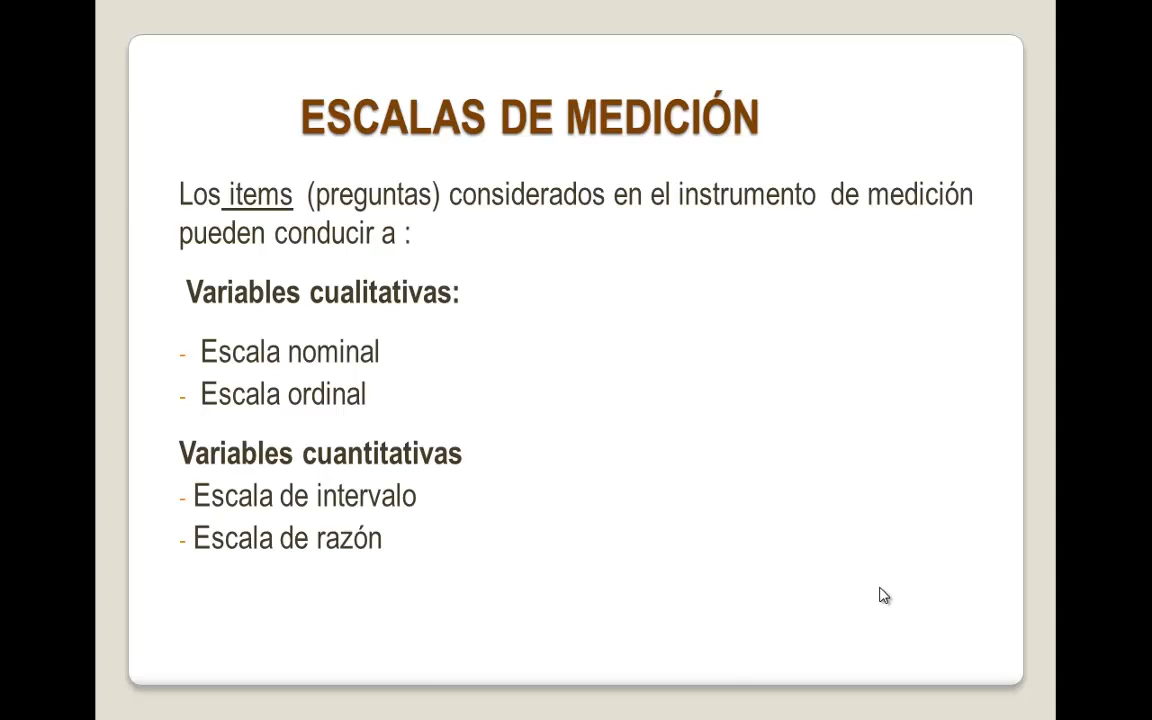 ESCALAS DE MEDICIÓN
Los items (preguntas) considerados en el instrumento de medición
pueden conducir a :
Variables cualitativas:
- Escala nominal
- Escala ordinal
Variables cuantitativas
- Escala de intervalo
- Escala de razón